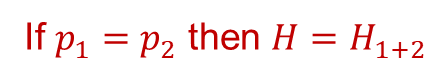 If p₁ = p₂ then H = H₁₊₂